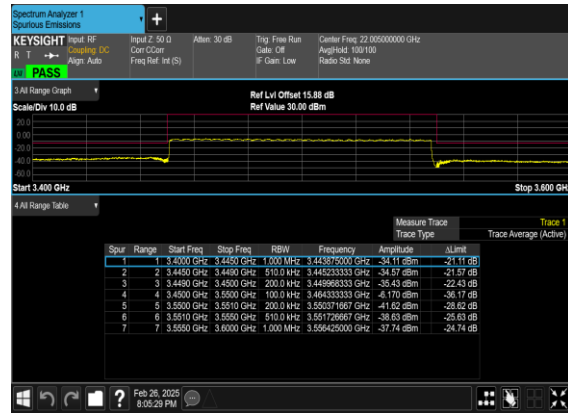 Spectrum Analyzer 1
Spurious Emissions
KEYSIGHT Input: RF Input Z: 50 Ω Atten: 30 dB Trig: Free Run Center Freq: 22.005000000 GHz
R T Coupling: DC Corr CCorr Gate: Off Avg|Hold: 100/100
Align: Auto Freq Ref: Int (S) IF Gain: Low Radio Std: None
PASS
3 All Range Graph
Ref Lvl Offset 15.88 dB
Scale/Div 10.0 dB Ref Value 30.00 dBm
20.0
0.00
-20.0
-40.0
-60.0
Start 3.400 GHz Stop 3.600 GHz
4 All Range Table
Measure Trace Trace 1
Trace Type Trace Average (Active)
Spur Range Start Freq Stop Freq RBW Frequency Amplitude ΔLimit
1 1 3.4000 GHz 3.4450 GHz 1.000 MHz 3.443875000 GHz -34.11 dBm -21.11 dB
2 2 3.4450 GHz 3.4490 GHz 510.0 kHz 3.445233333 GHz -34.57 dBm -21.57 dB
3 3 3.4490 GHz 3.4500 GHz 200.0 kHz 3.449968333 GHz -35.43 dBm -22.43 dB
4 4 3.4500 GHz 3.5500 GHz 100.0 kHz 3.464333333 GHz -6.170 dBm -36.17 dB
5 5 3.5500 GHz 3.5510 GHz 200.0 kHz 3.550371667 GHz -41.62 dBm -28.62 dB
6 6 3.5510 GHz 3.5550 GHz 510.0 kHz 3.551726667 GHz -38.63 dBm -25.63 dB
7 7 3.5550 GHz 3.6000 GHz 1.000 MHz 3.556425000 GHz -37.74 dBm -24.74 dB
Feb 26, 2025
8:05:29 PM